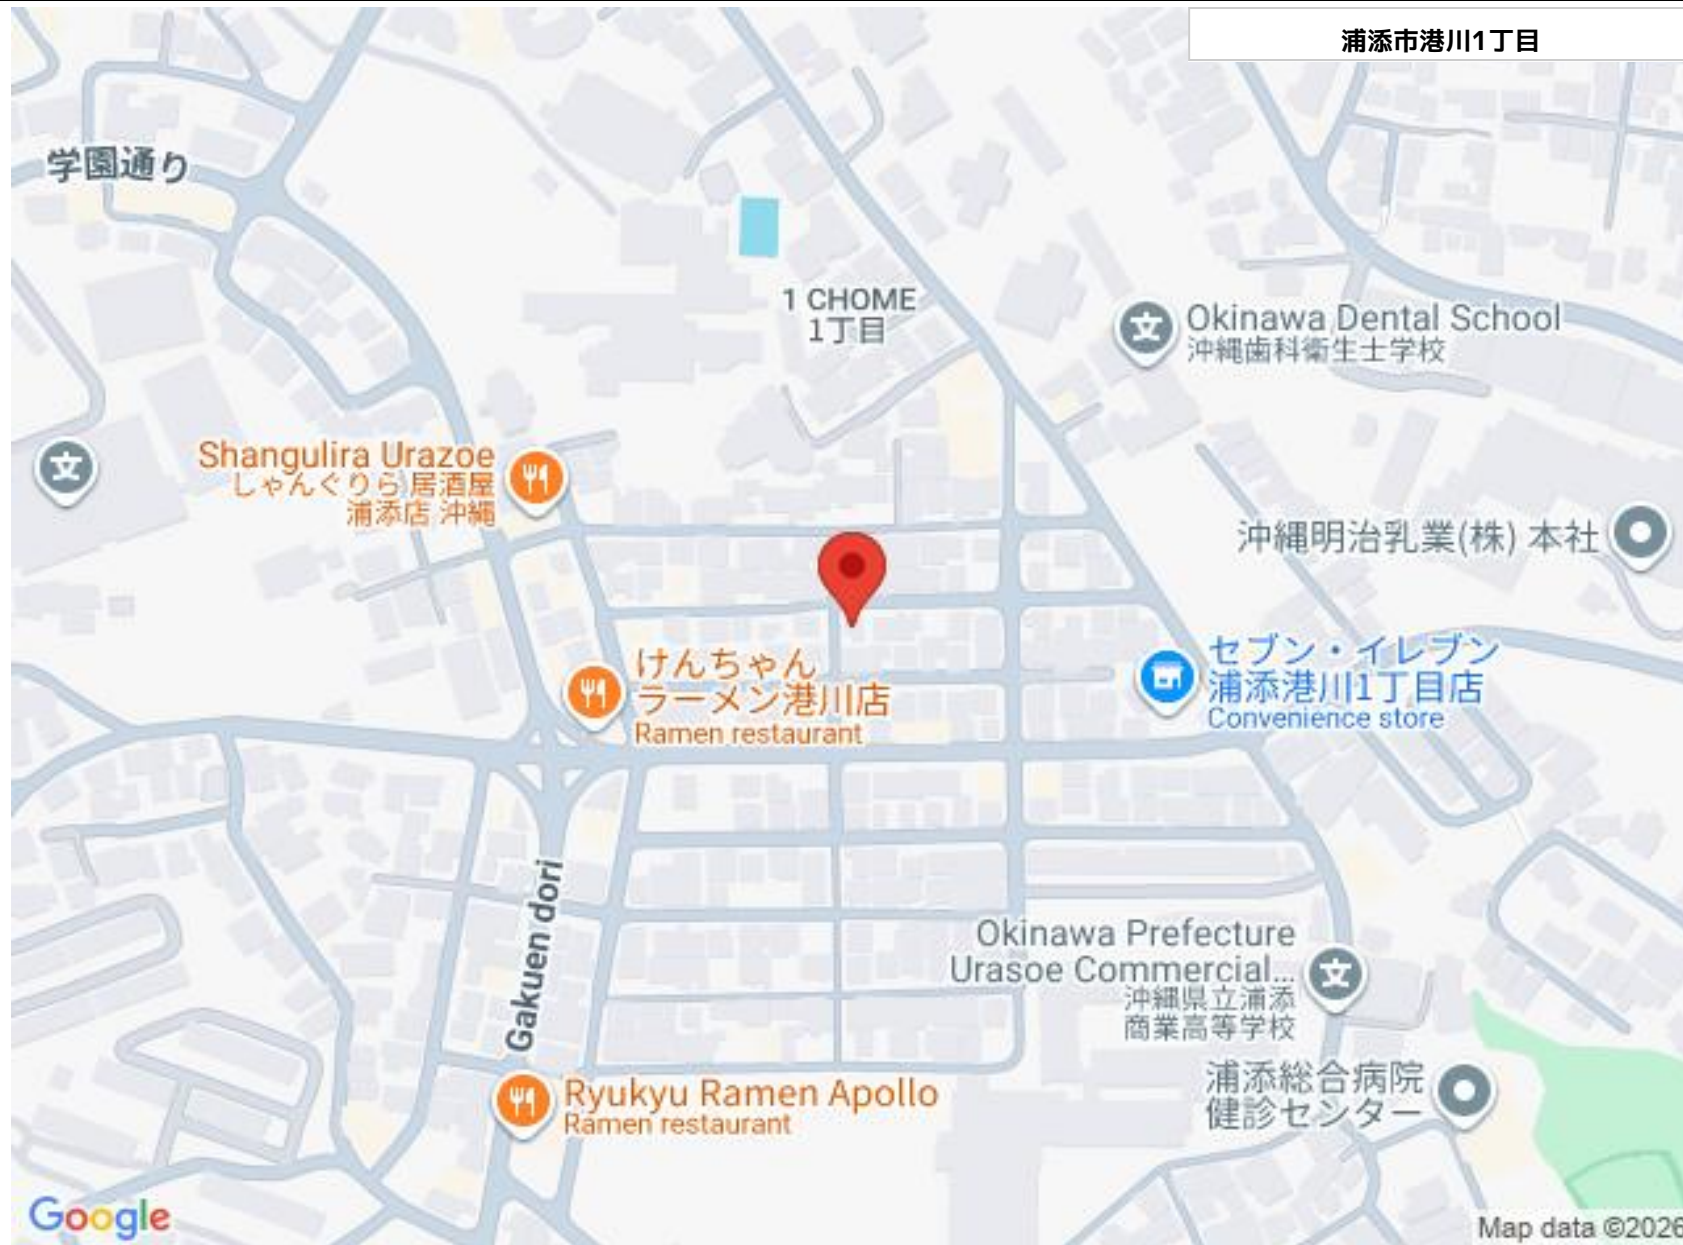 浦添市港川1丁目
学園通り
1 CHOME
1丁目
Okinawa Dental School
沖縄歯科衛生士学校
Shangulira Urazoe
しゃんぐりら 居酒屋
浦添店 沖縄
沖縄明治乳業(株) 本社
けんちゃん
ラーメン港川店
Ramen restaurant
セブン・イレブン
浦添港川1丁目店
Convenience store
Gakuen dori
Okinawa Prefecture
Urasoe Commercial...
沖縄県立浦添
商業高等学校
浦添総合病院
健診センター
Ryukyu Ramen Apollo
Ramen restaurant
Google
Map data ©2026